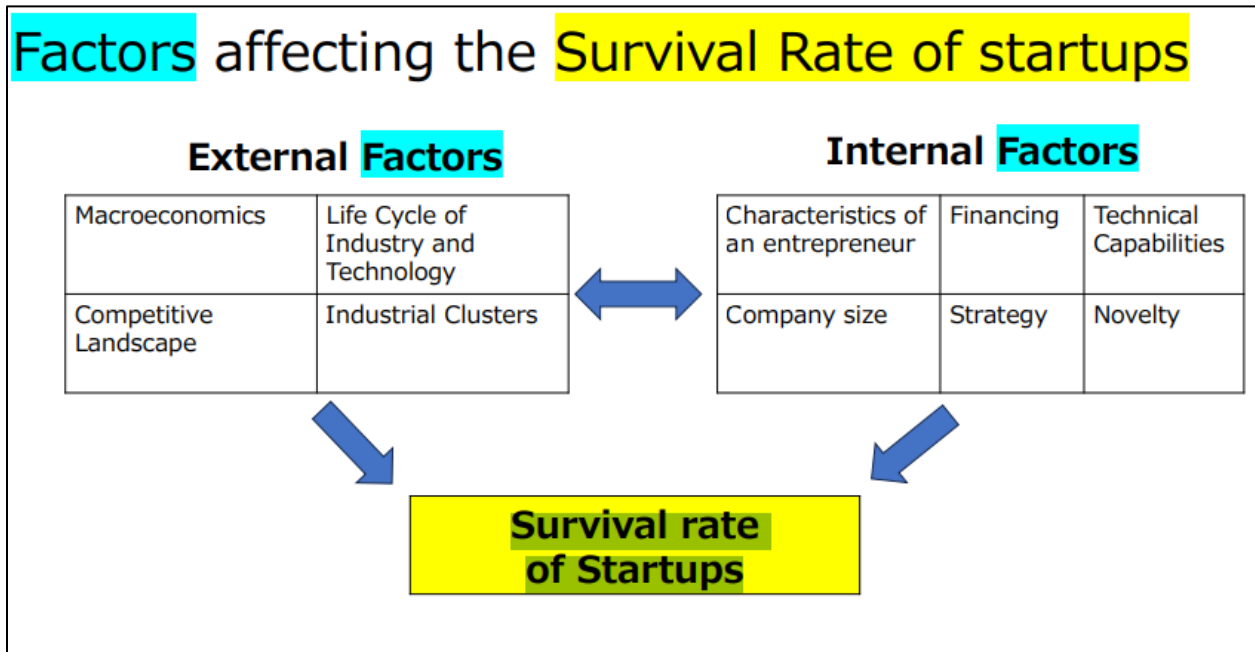 Factors affecting the Survival Rate of startups
External Factors
Macroeconomics
Life Cycle of
Industry and
Technology
Competitive
Landscape
Industrial Clusters
Internal Factors
Characteristics of
an entrepreneur
Financing
Technical
Capabilities
Company size
Strategy
Novelty
Survival rate
of Startups